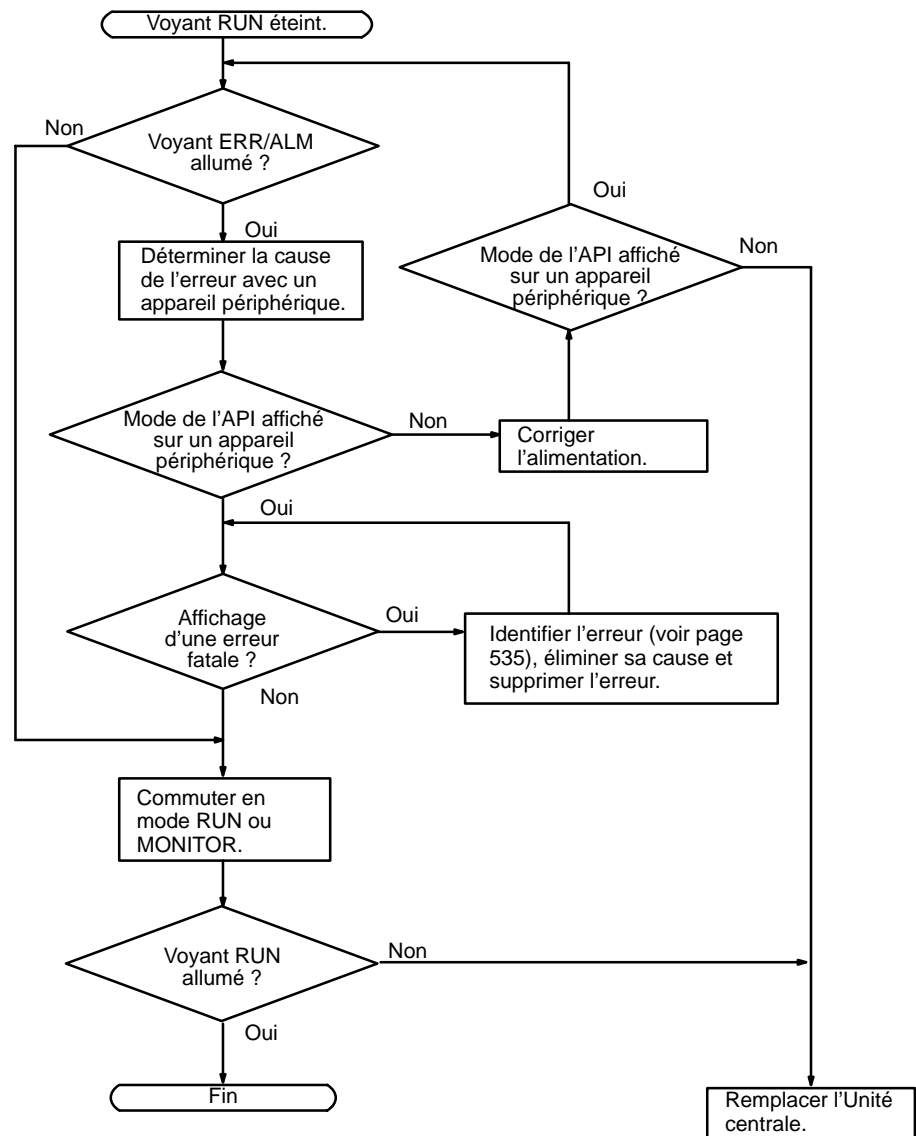 Voyant RUN éteint.
Non
Voyant ERR/ALM
allumé ?
Oui
Oui
Déterminer la cause
de l'erreur avec un
appareil périphérique.
Mode de l'API affiché
sur un appareil
périphérique ?
Non
Mode de l'API affiché
sur un appareil
périphérique ?
Non
Corriger
l'alimentation.
Oui
Affichage
d'une erreur
fatale ?
Oui
Identifier l'erreur (voir page
535), éliminer sa cause et
supprimer l'erreur.
Non
Commuter en
mode RUN ou
MONITOR.
Voyant RUN
allumé ?
Non
Oui
Fin
Remplacer l'Unité
centrale.